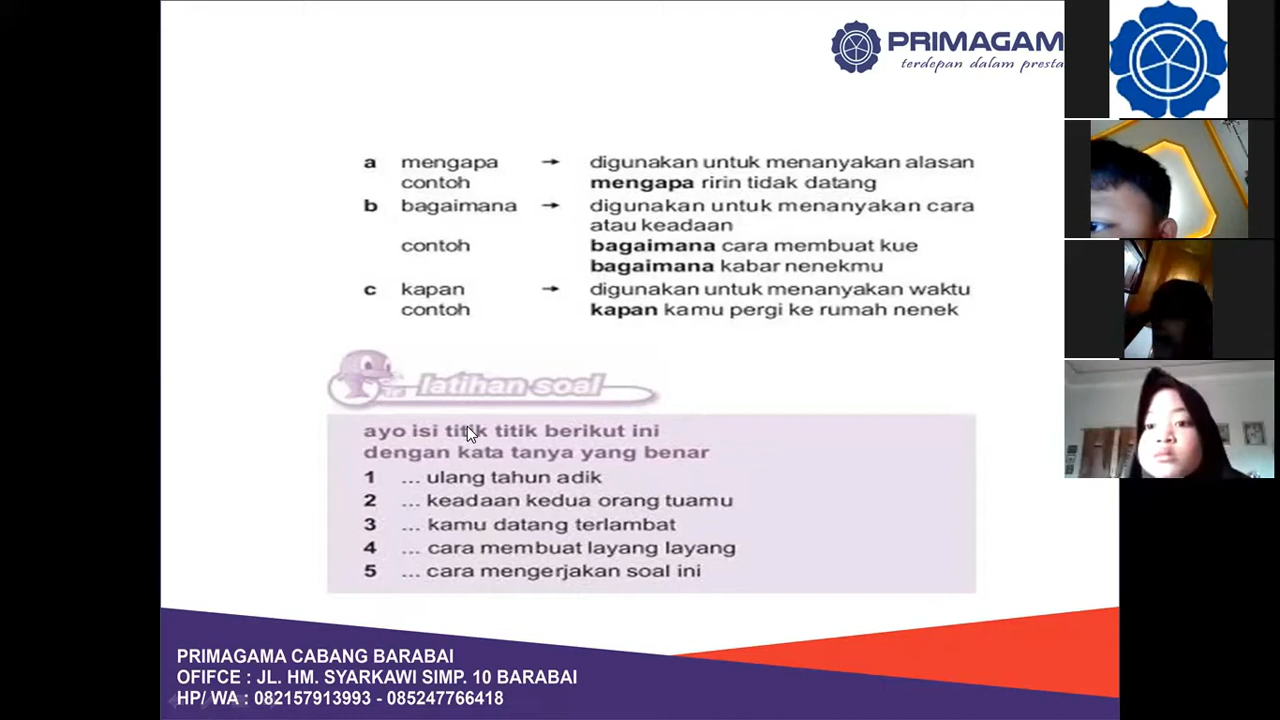 PRIMAGAM
terdepan dalam presta
a mengapa → digunakan untuk menanyakan alasan
contoh mengapa ririn tidak datang
b bagaimana → digunakan untuk menanyakan cara
atau keadaan
contoh bagaimana cara membuat kue
bagaimana kabar nenekmu
c kapan → digunakan untuk menanyakan waktu
contoh kapan kamu pergi ke rumah nenek
latihan soal
ayo isi titik titik berikut ini
dengan kata tanya yang benar
1 ... ulang tahun adik
2 ... keadaan kedua orang tuamu
3 ... kamu datang terlambat
4 ... cara membuat layang layang
5 ... cara mengerjakan soal ini
PRIMAGAMA CABANG BARABAI
OFIFCE : JL. HM. SYARKAWI SIMP. 10 BARABAI
HP/ WA : 082157913993 - 085247766418